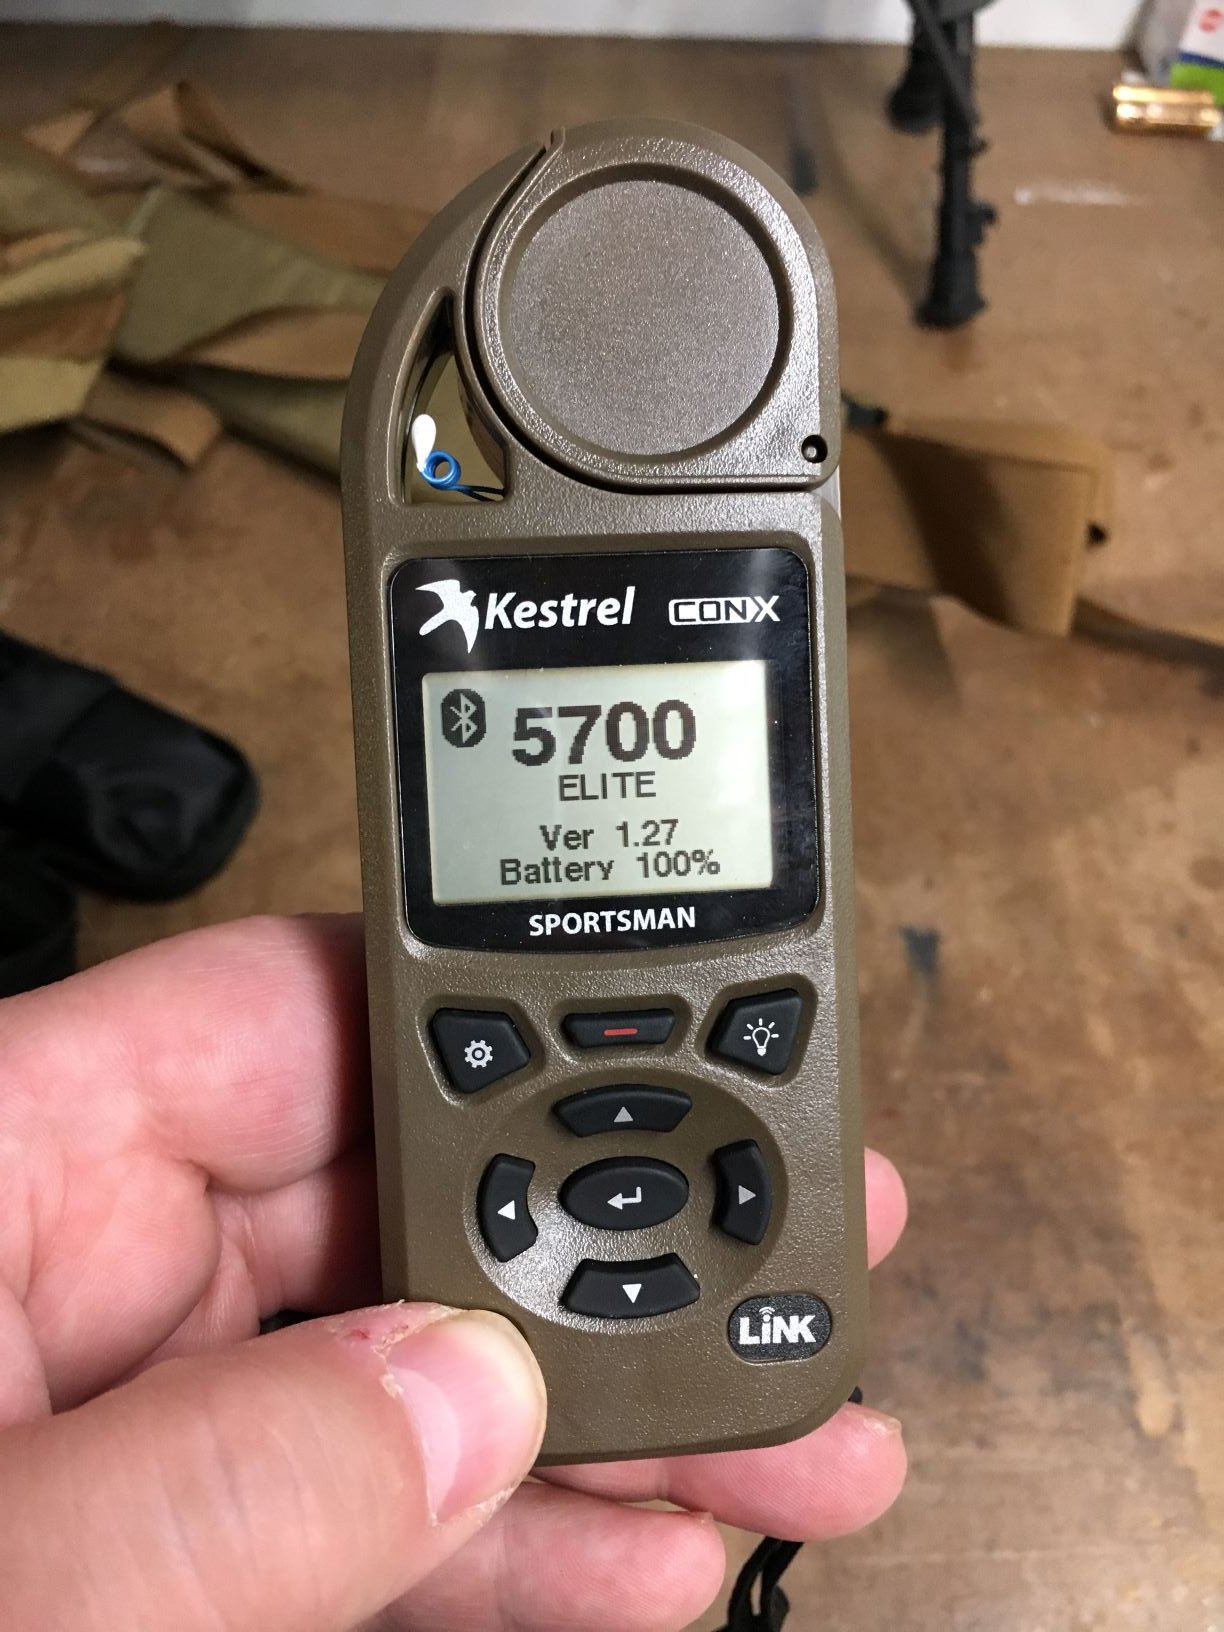 Kestrel CONX
5700
ELITE
Ver 1.27
Battery 100%
SPORTSMAN
LiNK